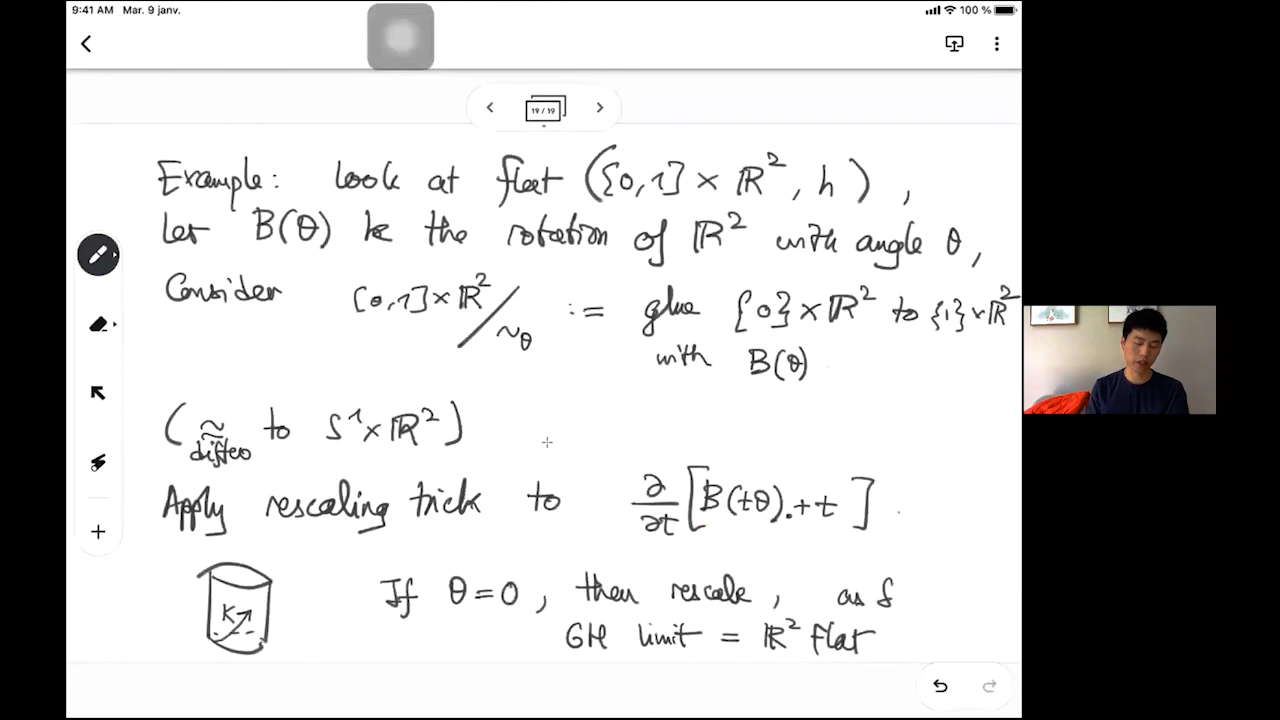 9:41 AM Mar. 9 janv.
100 %
19 / 19
Example: look at flat ({0,1] × ℝ², h),
Let B(θ) be the rotation of ℝ² with angle θ,
Consider [0,1] × ℝ² / ~θ := glue {0} × ℝ² to {1} × ℝ²
with B(θ)
(≈ to S¹ × ℝ²)
diffeo
Apply rescaling trick to ∂/∂t [B(tθ). + t].
K
If θ = 0, then rescale, as f
GH limit = ℝ² flat